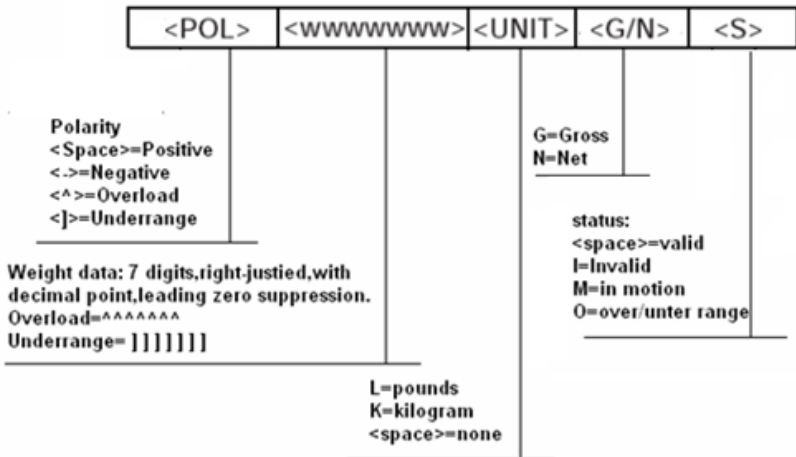 <POL> <wwwwwww> <UNIT> <G/N> <S>
Polarity
<Space>=Positive
<->=Negative
<^>=Overload
<]>=Underrange
G=Gross
N=Net
status:
<space>=valid
I=Invalid
M=in motion
O=over/unter range
Weight data: 7 digits,right-justied,with
decimal point,leading zero suppression.
Overload=^^^^^^^
Underrange= ] ] ] ] ] ] ]
L=pounds
K=kilogram
<space>=none